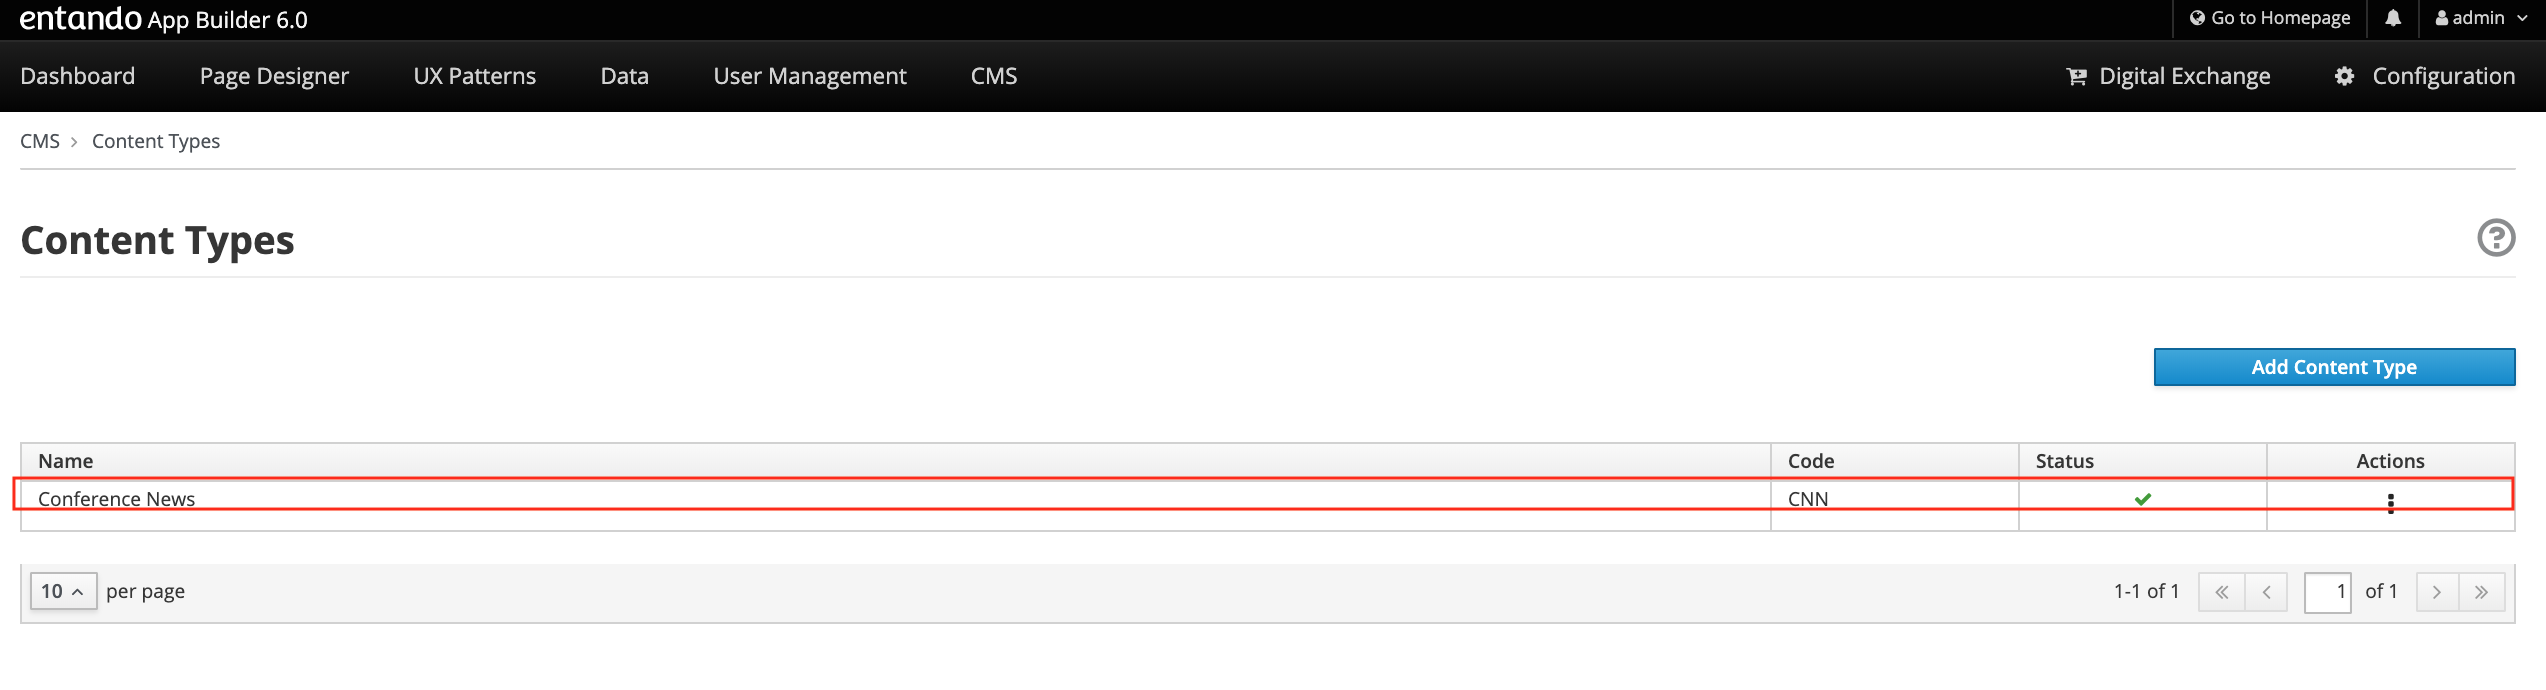 entando App Builder 6.0 Go to Homepage admin
Dashboard Page Designer UX Patterns Data User Management CMS Digital Exchange Configuration
CMS > Content Types
Content Types
?
Add Content Type
Name Code Status Actions
Conference News CNN
10 per page 1-1 of 1 « < 1 of 1 > »